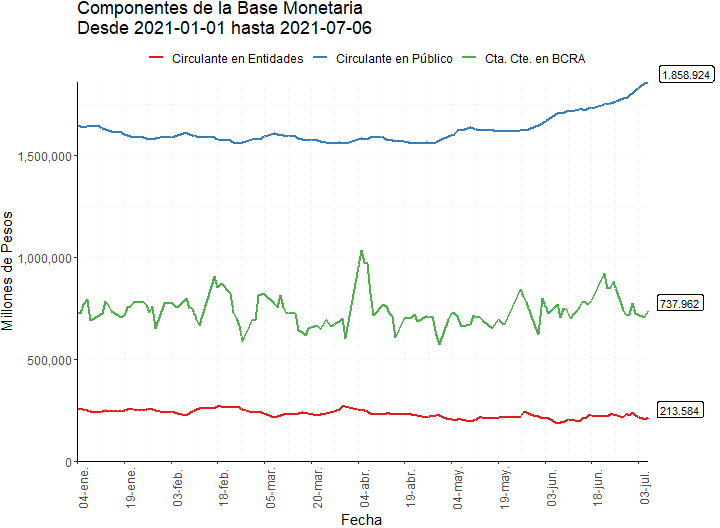 Componentes de la Base Monetaria
Desde 2021-01-01 hasta 2021-07-06
Circulante en Entidades Circulante en Público Cta. Cte. en BCRA
1.858.924
1,500,000
1,000,000
737.962
500,000
213.584
0
Millones de Pesos
04-ene. 19-ene. 03-feb. 18-feb. 05-mar. 20-mar. 04-abr. 19-abr. 04-may. 19-may. 03-jun. 18-jun. 03-jul.
Fecha